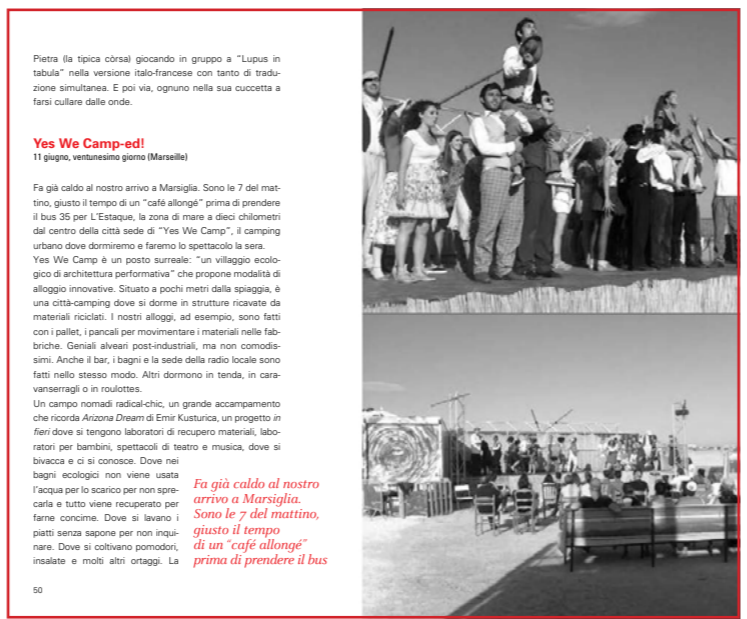 Pietra (la tipica còrsa) giocando in gruppo a “Lupus in
tabula” nella versione italo-francese con tanto di tradu-
zione simultanea. E poi via, ognuno nella sua cuccetta a
farsi cullare dalle onde.
Yes We Camp-ed!
11 giugno, ventunesimo giorno (Marseille)
Fa già caldo al nostro arrivo a Marsiglia. Sono le 7 del mat-
tino, giusto il tempo di un “café allongé” prima di prendere
il bus 35 per L’Estaque, la zona di mare a dieci chilometri
dal centro della città sede di “Yes We Camp”, il camping
urbano dove dormiremo e faremo lo spettacolo la sera.
Yes We Camp è un posto surreale: “un villaggio ecolo-
gico di architettura performativa” che propone modalità di
alloggio innovative. Situato a pochi metri dalla spiaggia, è
una città-camping dove si dorme in strutture ricavate da
materiali riciclati. I nostri alloggi, ad esempio, sono fatti
con i pallet, i pancali per movimentare i materiali nelle fab-
briche. Geniali alveari post-industriali, ma non comodis-
simi. Anche il bar, i bagni e la sede della radio locale sono
fatti nello stesso modo. Altri dormono in tenda, in cara-
vanserragli o in roulottes.
Un campo nomadi radical-chic, un grande accampamento
che ricorda Arizona Dream di Emir Kusturica, un progetto in
fieri dove si tengono laboratori di recupero materiali, labo-
ratori per bambini, spettacoli di teatro e musica, dove si
bivacca e ci si conosce. Dove nei
bagni ecologici non viene usata
l’acqua per lo scarico per non spre-
carla e tutto viene recuperato per
farne concime. Dove si lavano i
piatti senza sapone per non inqui-
nare. Dove si coltivano pomodori,
insalate e molti altri ortaggi. La
Fa già caldo al nostro
arrivo a Marsiglia.
Sono le 7 del mattino,
giusto il tempo
di un “café allongé”
prima di prendere il bus
50